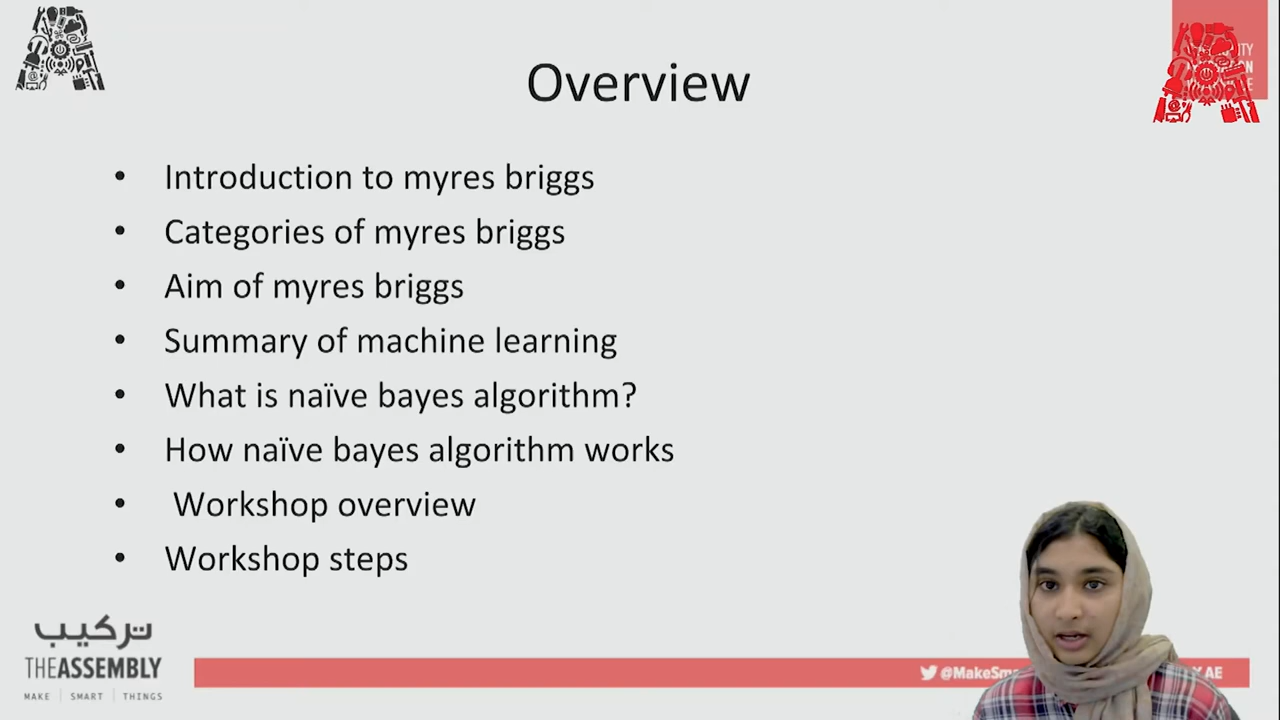 Overview
• Introduction to myres briggs
• Categories of myres briggs
• Aim of myres briggs
• Summary of machine learning
• What is naïve bayes algorithm?
• How naïve bayes algorithm works
• Workshop overview
• Workshop steps
تركيب
THEASSEMBLY
MAKE | SMART | THINGS
AE